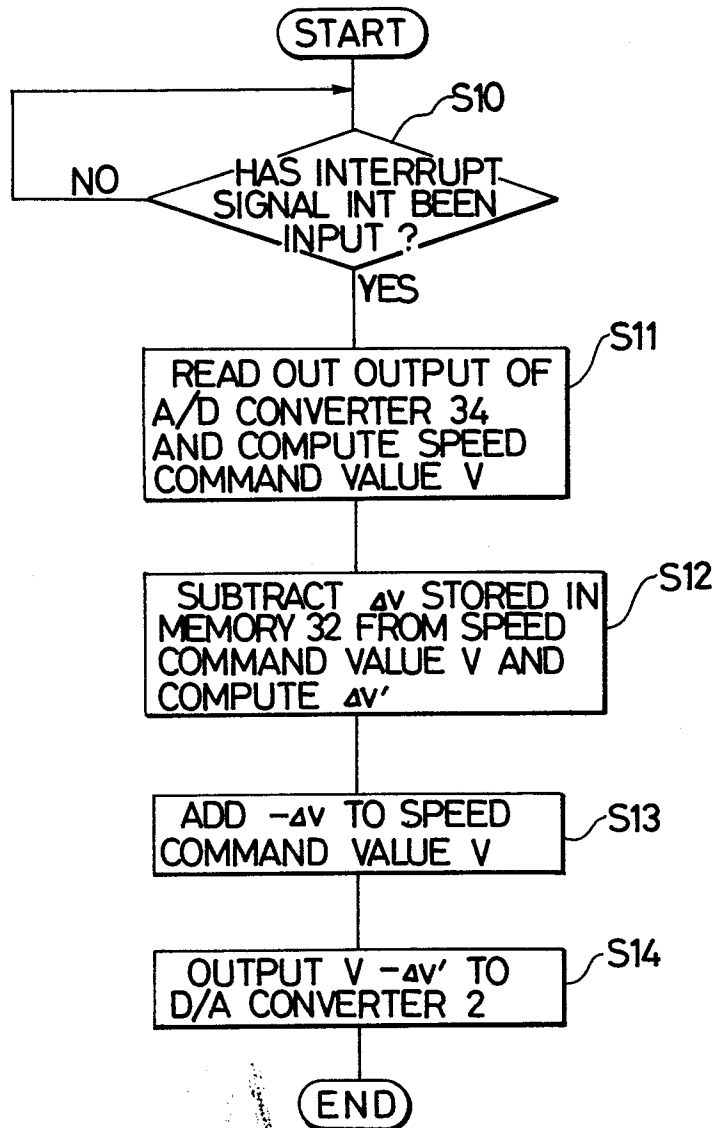 START
S10
HAS INTERRUPT
SIGNAL INT BEEN
INPUT ?
NO
YES
S11
READ OUT OUTPUT OF
A/D CONVERTER 34
AND COMPUTE SPEED
COMMAND VALUE V
S12
SUBTRACT ΔV STORED IN
MEMORY 32 FROM SPEED
COMMAND VALUE V AND
COMPUTE ΔV'
S13
ADD -ΔV TO SPEED
COMMAND VALUE V
S14
OUTPUT V -ΔV' TO
D/A CONVERTER 2
END